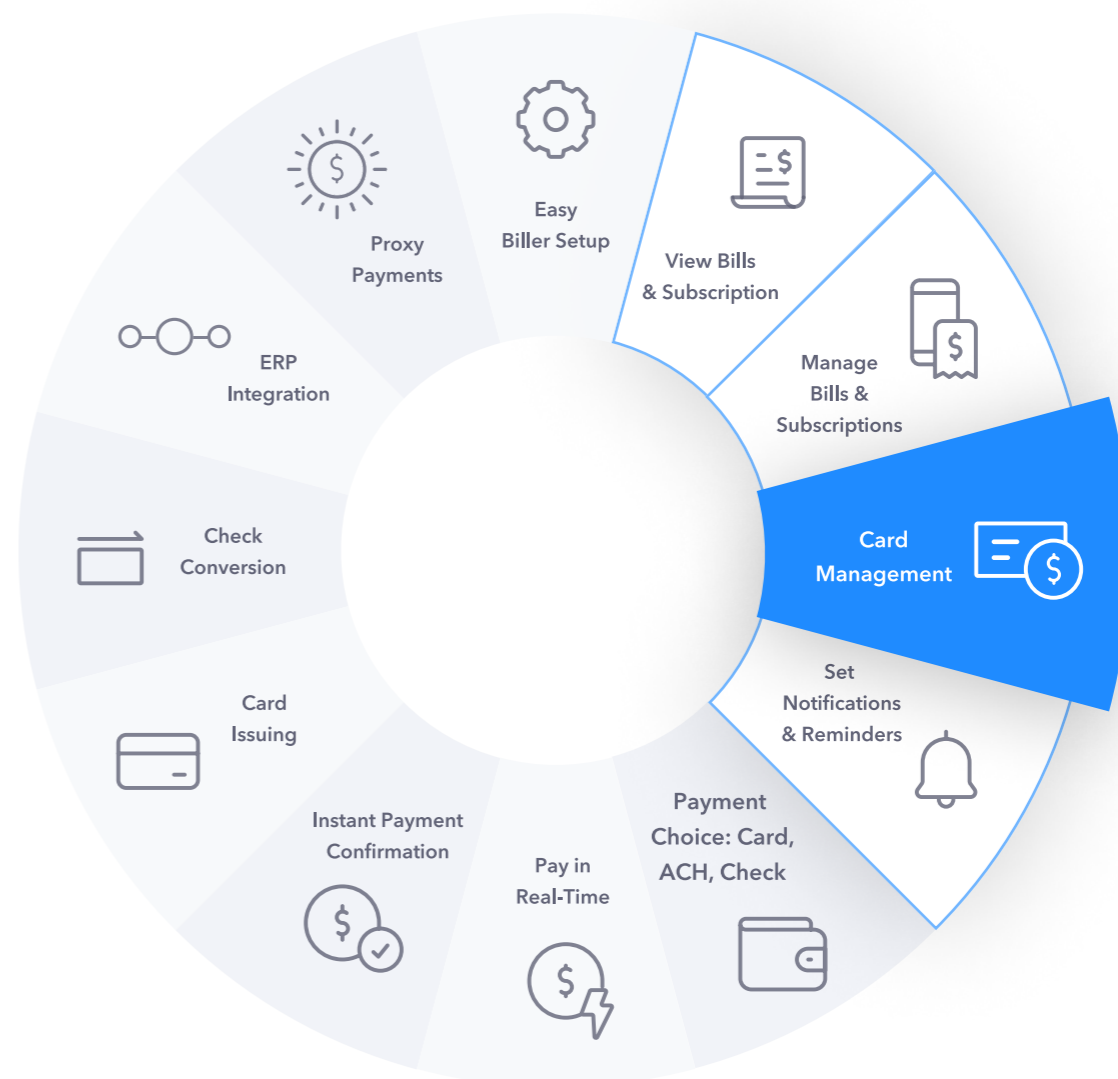 Easy
Biller Setup
View Bills
& Subscription
Manage
Bills &
Subscriptions
Card
Management
Set
Notifications
& Reminders
Payment
Choice: Card,
ACH, Check
Pay in
Real-Time
Instant Payment
Confirmation
Card
Issuing
Check
Conversion
ERP
Integration
Proxy
Payments